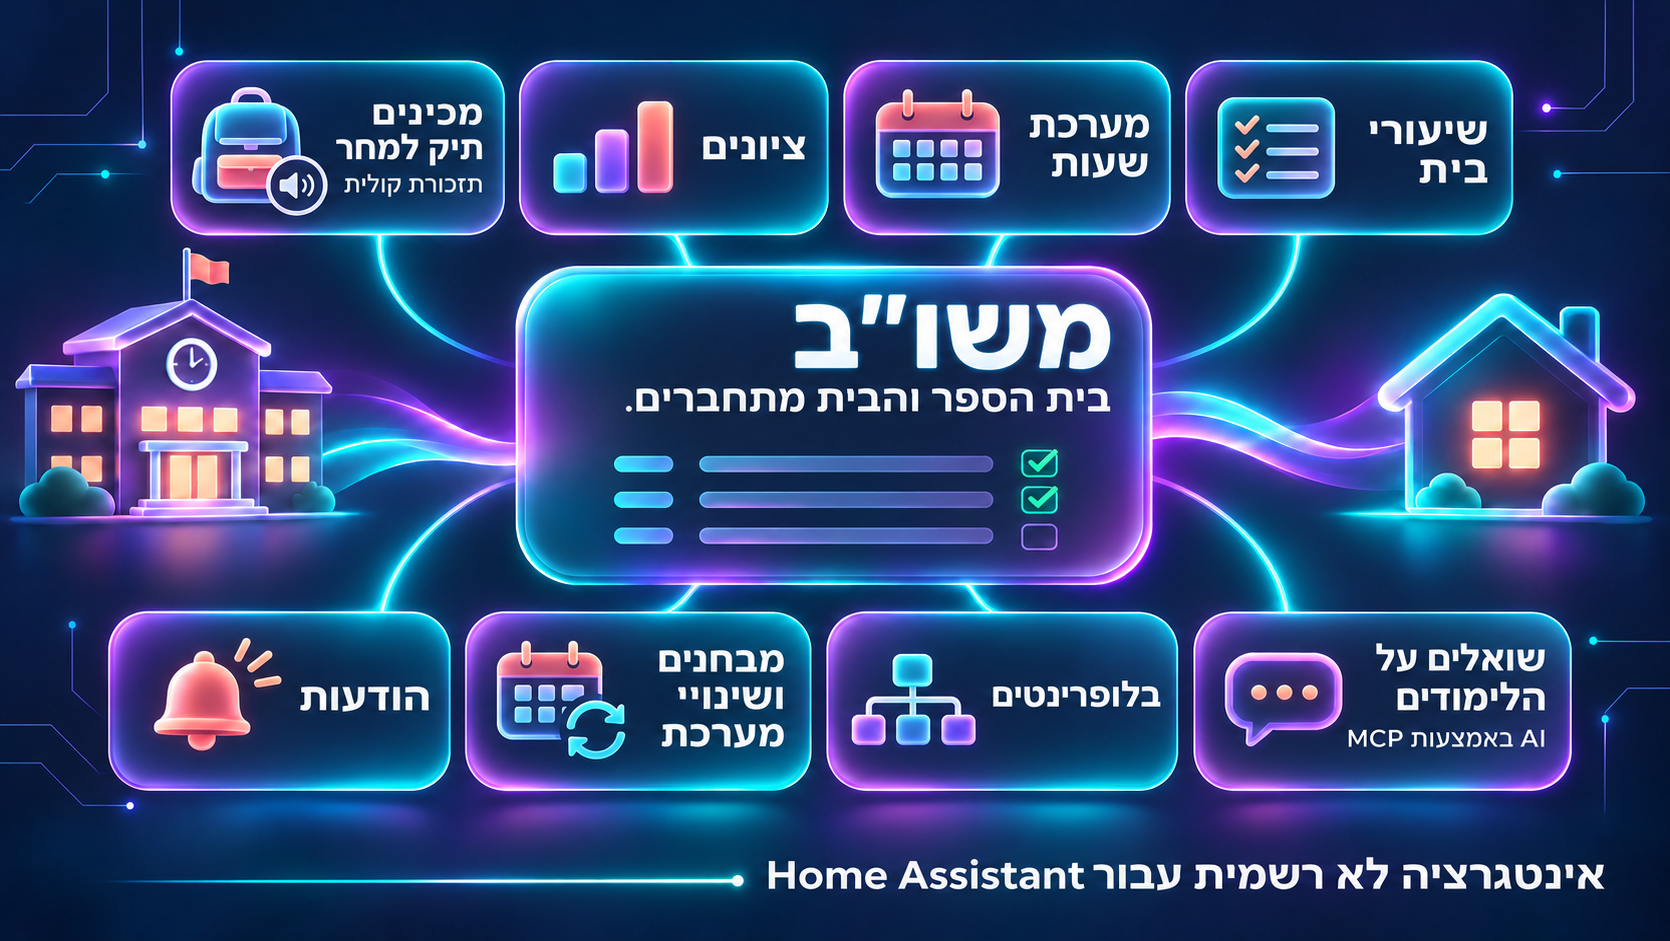 שיעורי
בית
מערכת
שעות
ציונים
מכינים
תיק למחר
תזכורת קולית
משו"ב
בית הספר והבית מתחברים.
שואלים על
הלימודים
AI באמצעות MCP
בלופרינטים
מבחנים
ושינויי
מערכת
הודעות
אינטגרציה לא רשמית עבור Home Assistant